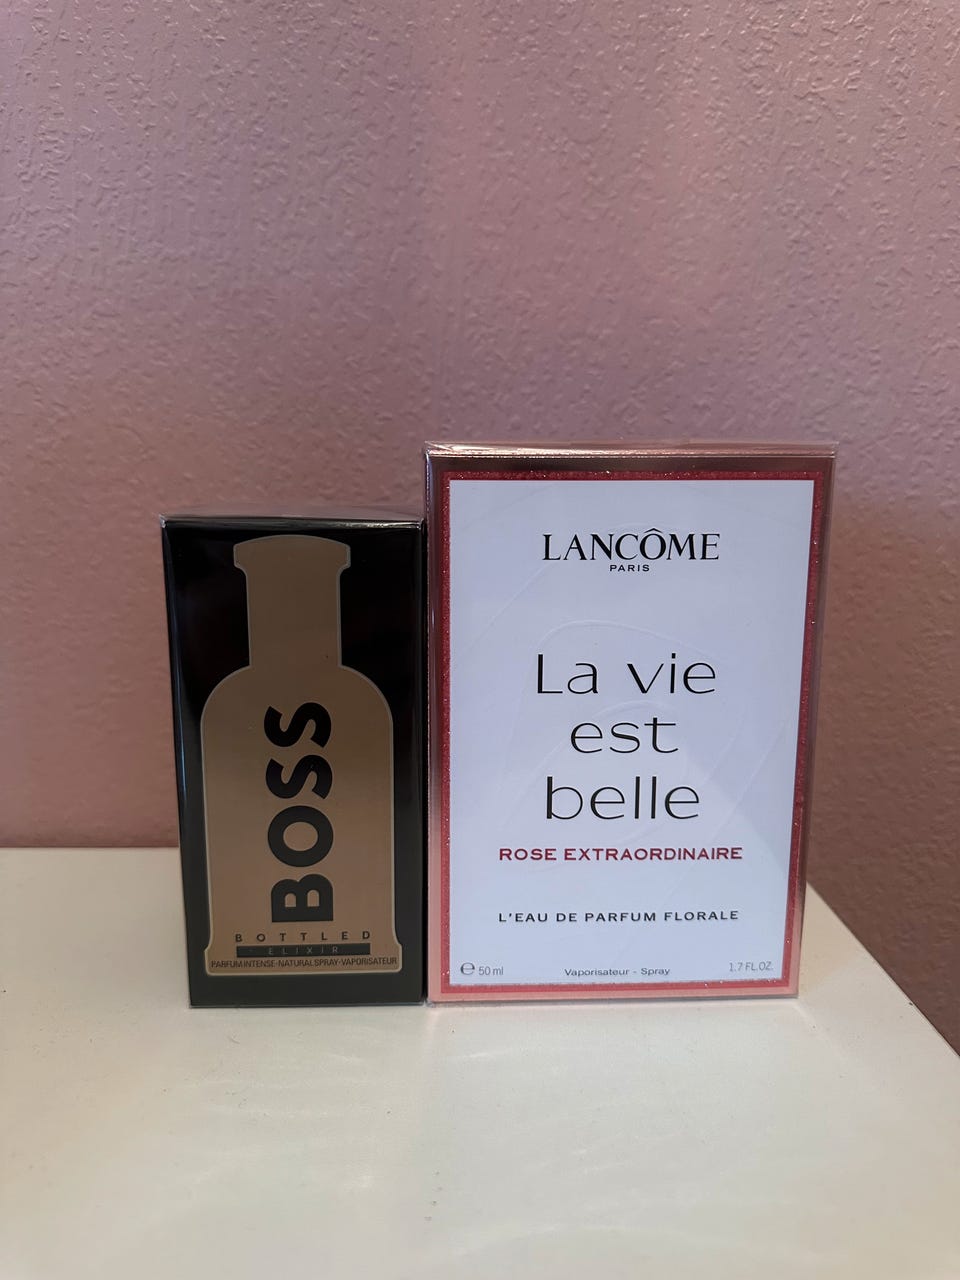 BOSS
BOTTLED
ELIXIR
PARFUM INTENSE·NATURAL SPRAY·VAPORISATEUR
LANCÔME
PARIS
La vie
est
belle
ROSE EXTRAORDINAIRE
L'EAU DE PARFUM FLORALE
℮ 50 ml Vaporisateur - Spray 1.7 FL.OZ.